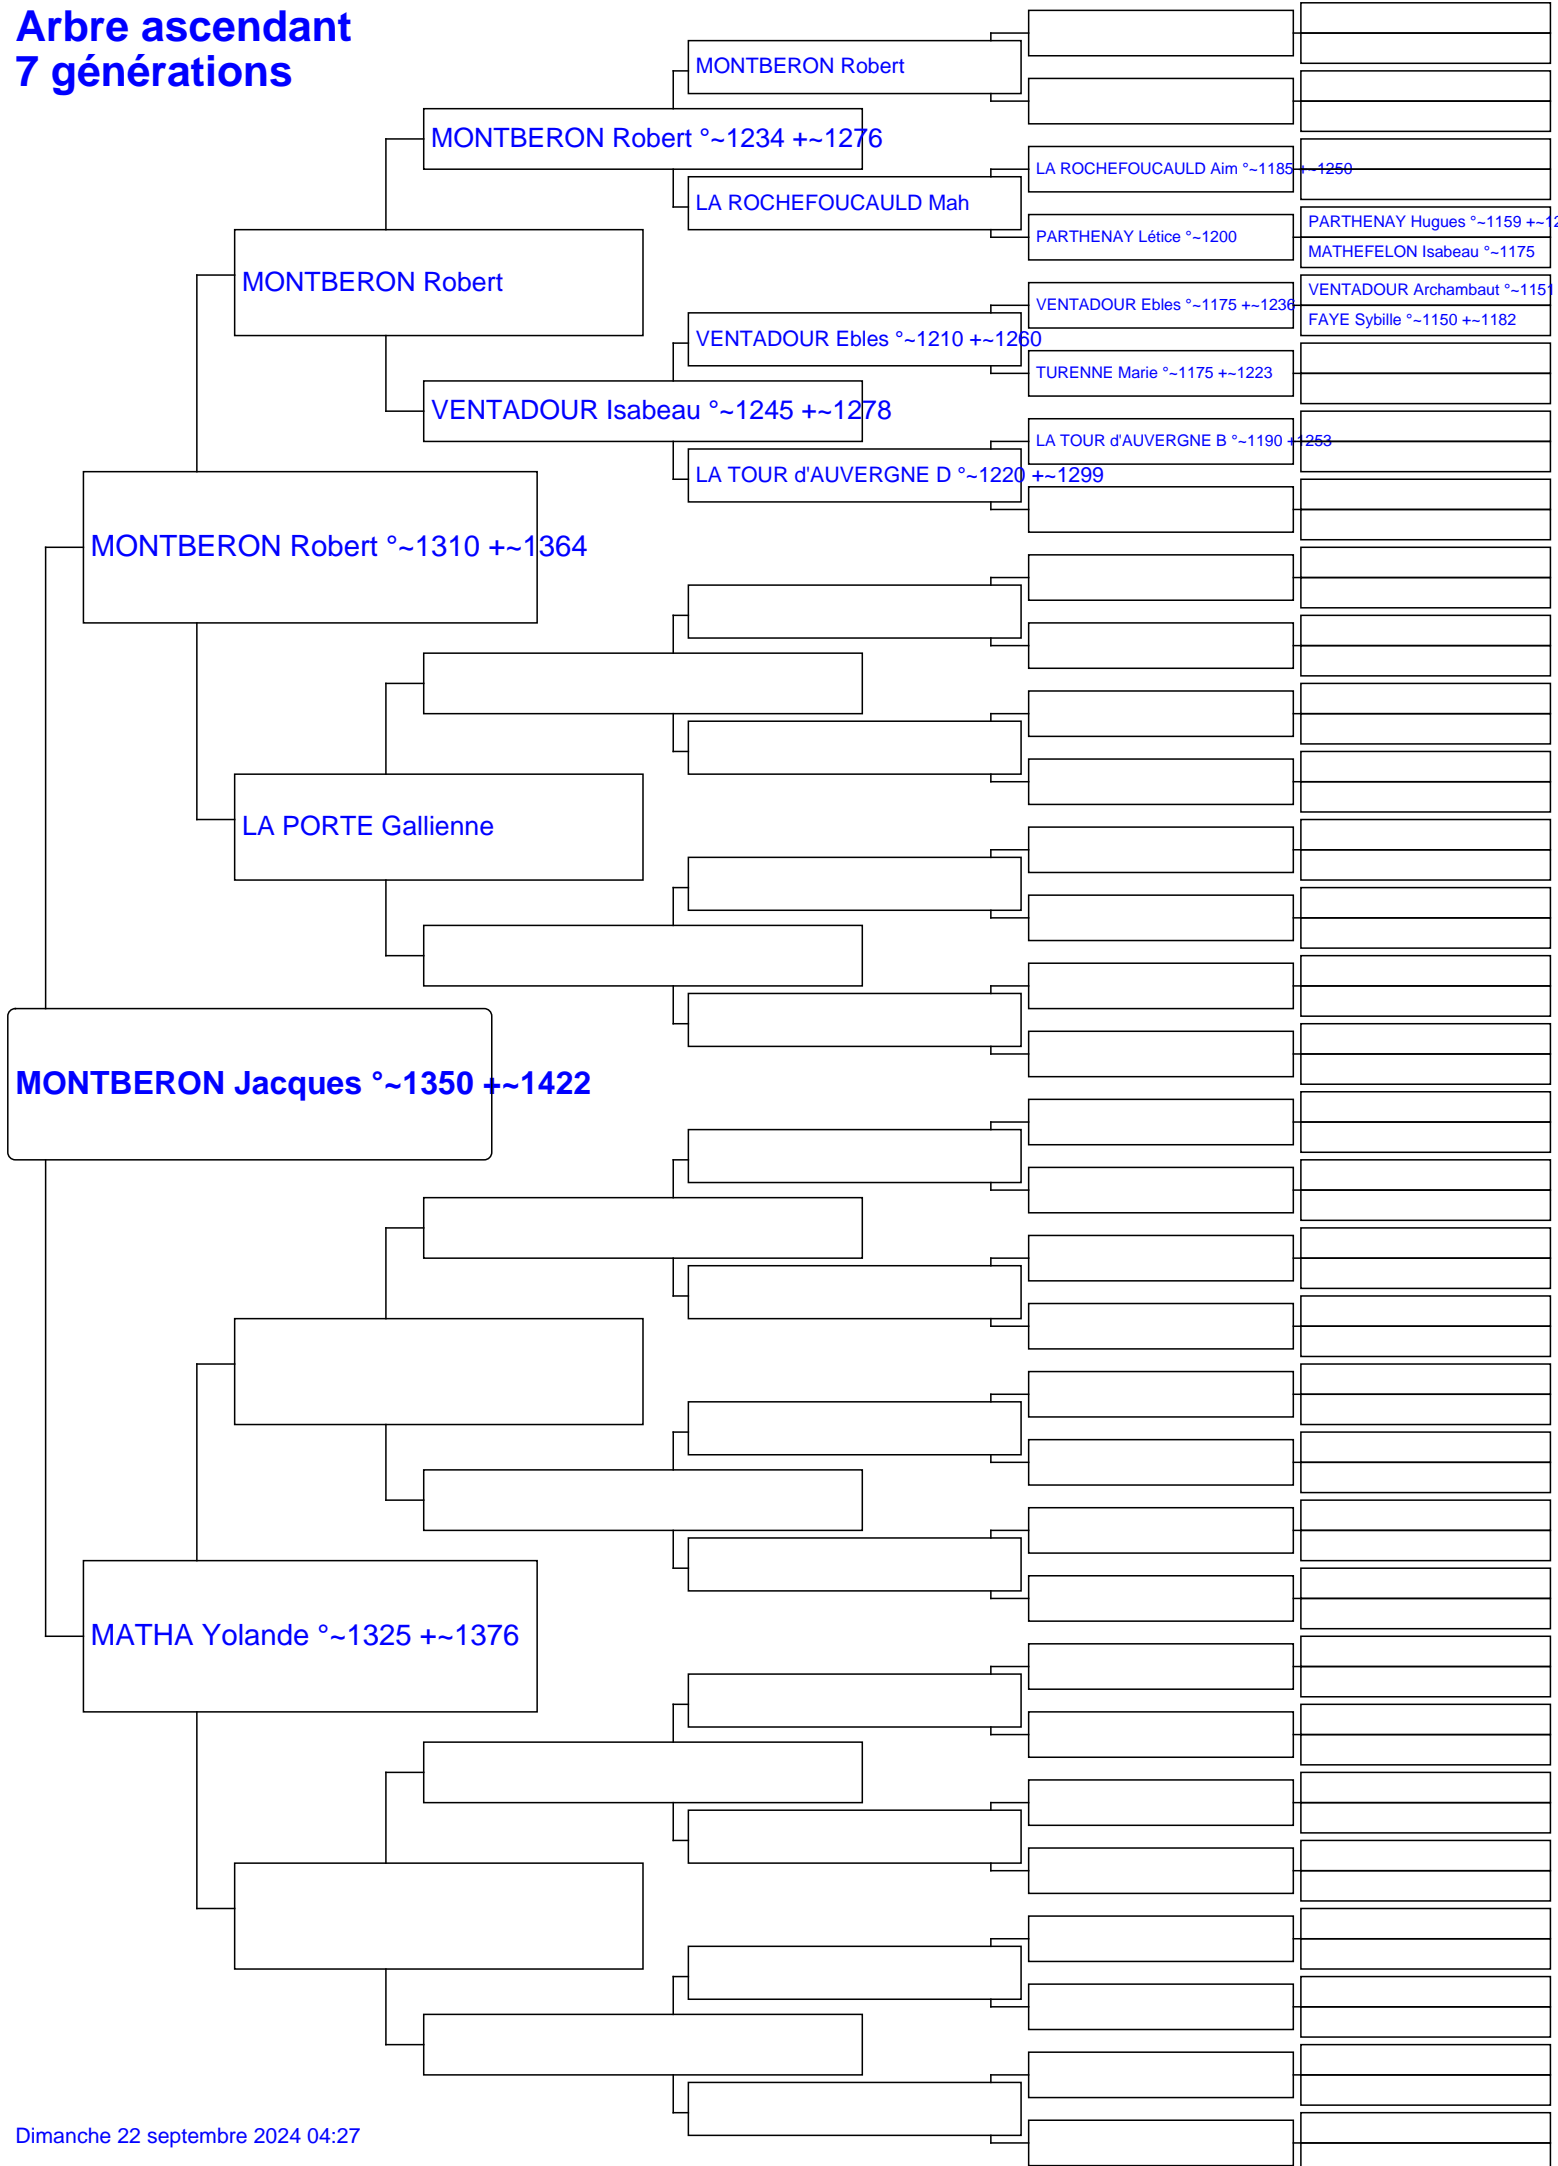 Arbre ascendant
7 générations
MONTBERON Robert
MONTBERON Robert °~1234 +~1276
LA ROCHEFOUCAULD Aim °~1185 +~1250
LA ROCHEFOUCAULD Mah
PARTHENAY Hugues °~1159 +~12
PARTHENAY Létice °~1200
MATHEFELON Isabeau °~1175
MONTBERON Robert
VENTADOUR Archambaut °~1151
VENTADOUR Ebles °~1175 +~1236
FAYE Sybille °~1150 +~1182
VENTADOUR Ebles °~1210 +~1260
TURENNE Marie °~1175 +~1223
VENTADOUR Isabeau °~1245 +~1278
LA TOUR d'AUVERGNE B °~1190 +1253
LA TOUR d'AUVERGNE D °~1220 +~1299
MONTBERON Robert °~1310 +~1364
LA PORTE Gallienne
MONTBERON Jacques °~1350 +~1422
MATHA Yolande °~1325 +~1376
Dimanche 22 septembre 2024 04:27